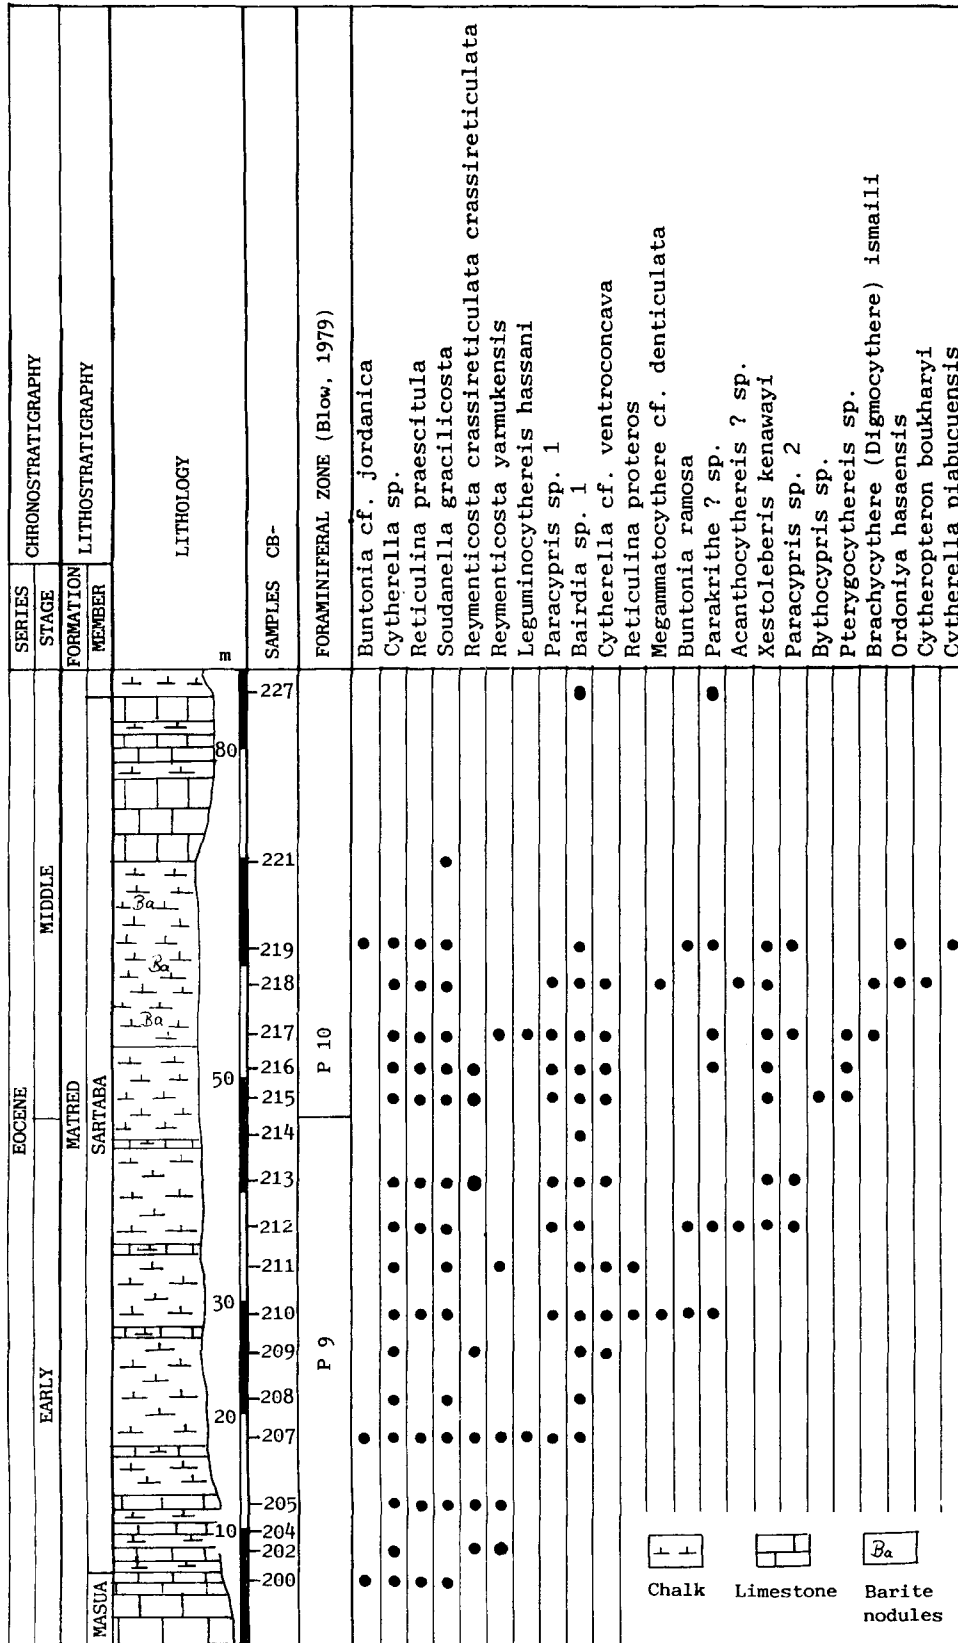 SERIES
STAGE
CHRONOSTRATIGRAPHY
FORMATION
MEMBER
LITHOSTRATIGRAPHY
LITHOLOGY
m
SAMPLES CB-
FORAMINIFERAL ZONE (Blow, 1979)
Buntonia cf. jordanica
Cytherella sp.
Reticulina praescitula
Soudanella gracilicosta
Reymenticosta crassireticulata crassireticulata
Reymenticosta yarmukensis
Leguminocythereis hassani
Paracypris sp. 1
Bairdia sp. 1
Cytherella cf. ventroconcava
Reticulina proteros
Megammatocythere cf. denticulata
Buntonia ramosa
Parakrithe ? sp.
Acanthocythereis ? sp.
Xestoleberis kenawayi
Paracypris sp. 2
Bythocypris sp.
Pterygocythereis sp.
Brachycythere (Digmocythere) ismaili
Ordoniya hasaensis
Cytheropteron boukharyi
Cytherella piabucuensis
EOCENE
MIDDLE
EARLY
MATRED
SARTABA
MASUA
80
50
30
20
10
Ba
Ba
Ba
227
221
219
218
217
216
215
214
213
212
211
210
209
208
207
205
204
202
200
P 10
P 9
Chalk
Limestone
Ba
Barite
nodules